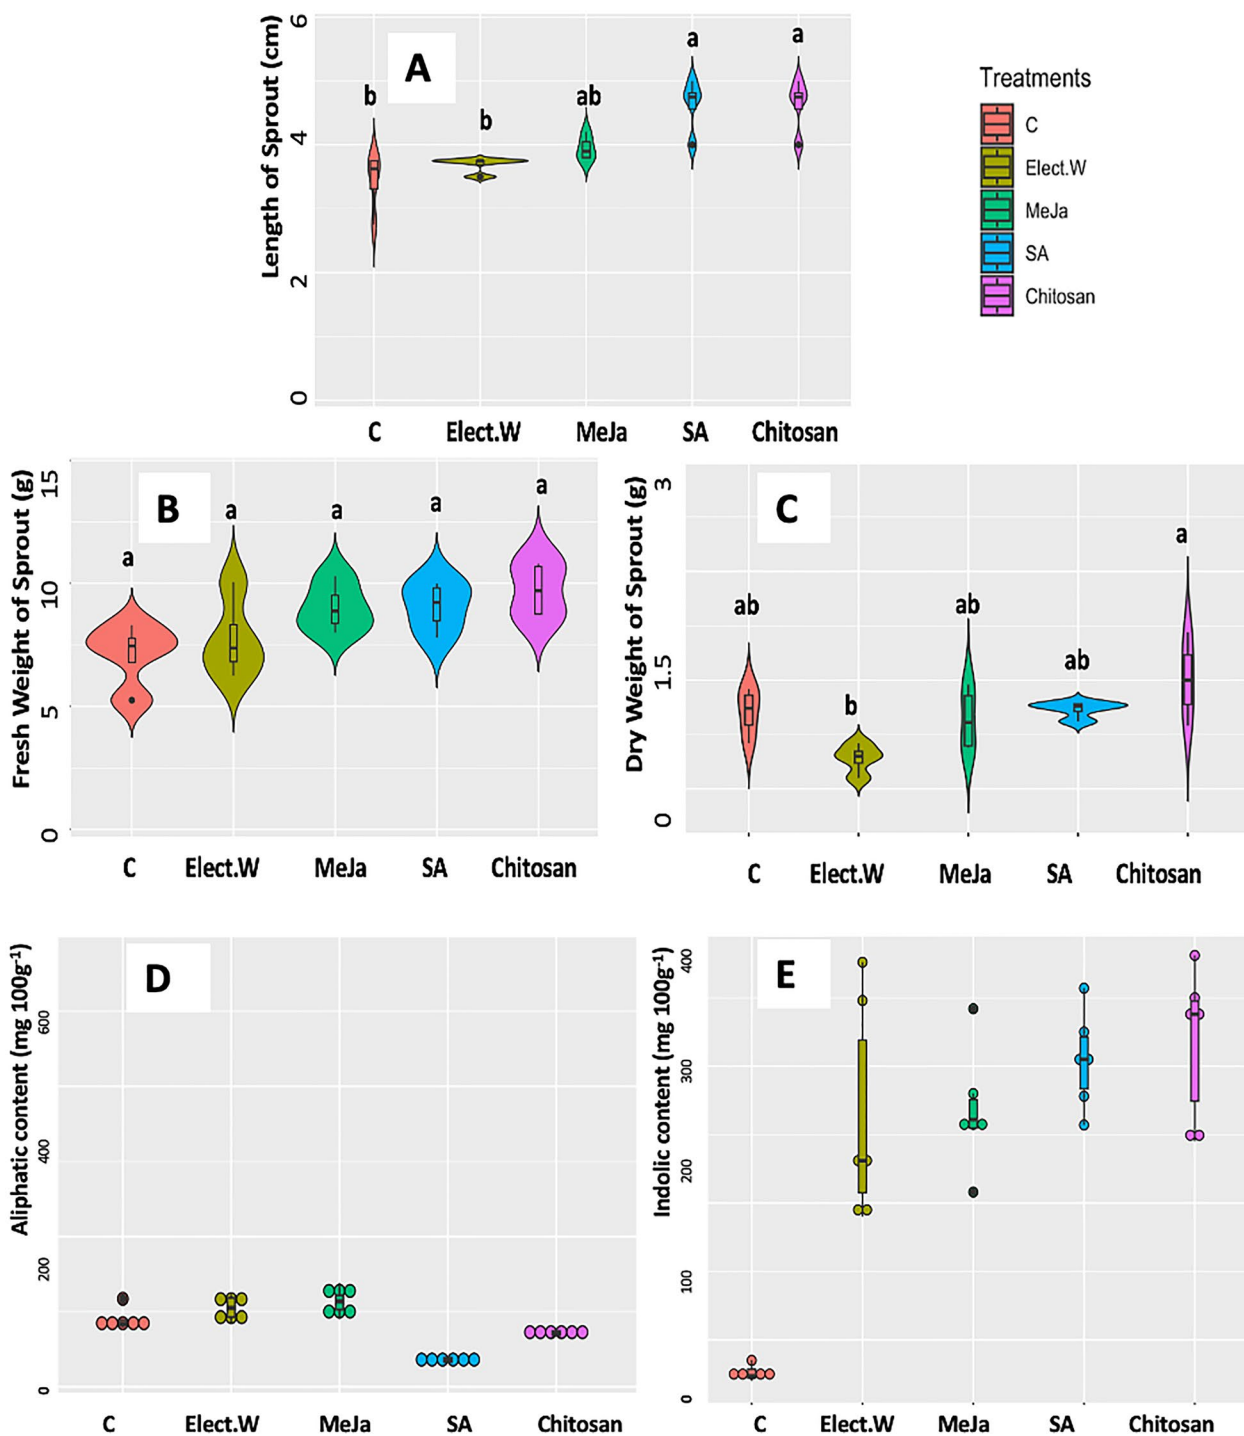 A
Length of Sprout (cm)
6
4
2
0
b
b
ab
a
a
C
Elect.W
MeJa
SA
Chitosan
Treatments
C
Elect.W
MeJa
SA
Chitosan
B
Fresh Weight of Sprout (g)
15
10
5
0
a
a
a
a
a
C
Elect.W
MeJa
SA
Chitosan
C
Dry Weight of Sprout (g)
3
1.5
0
ab
b
ab
ab
a
C
Elect.W
MeJa
SA
Chitosan
D
Aliphatic content (mg 100g⁻¹)
600
400
200
0
C
Elect.W
MeJa
SA
Chitosan
E
Indolic content (mg 100g⁻¹)
400
300
200
100
0
C
Elect.W
MeJa
SA
Chitosan